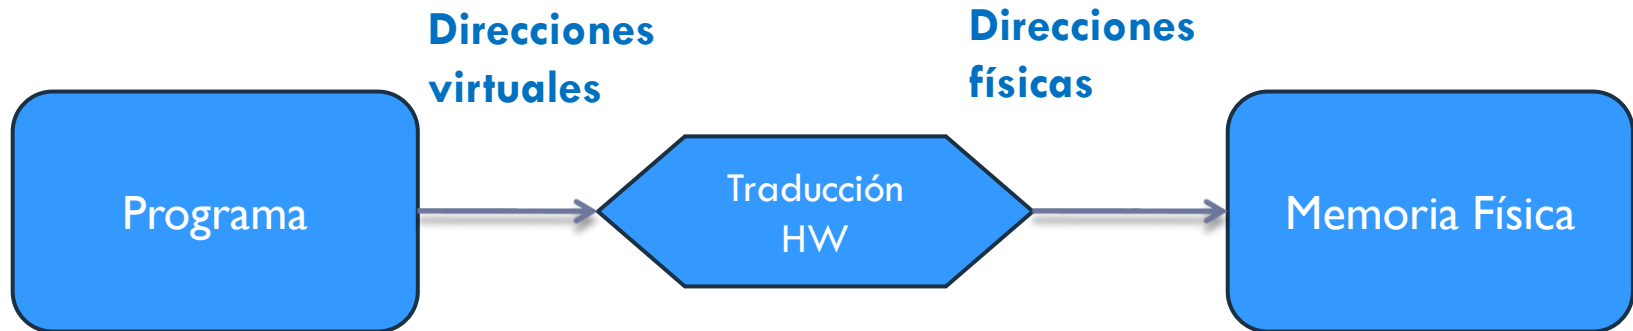 Direcciones
virtuales
Direcciones
físicas
Programa
Traducción
HW
Memoria Física